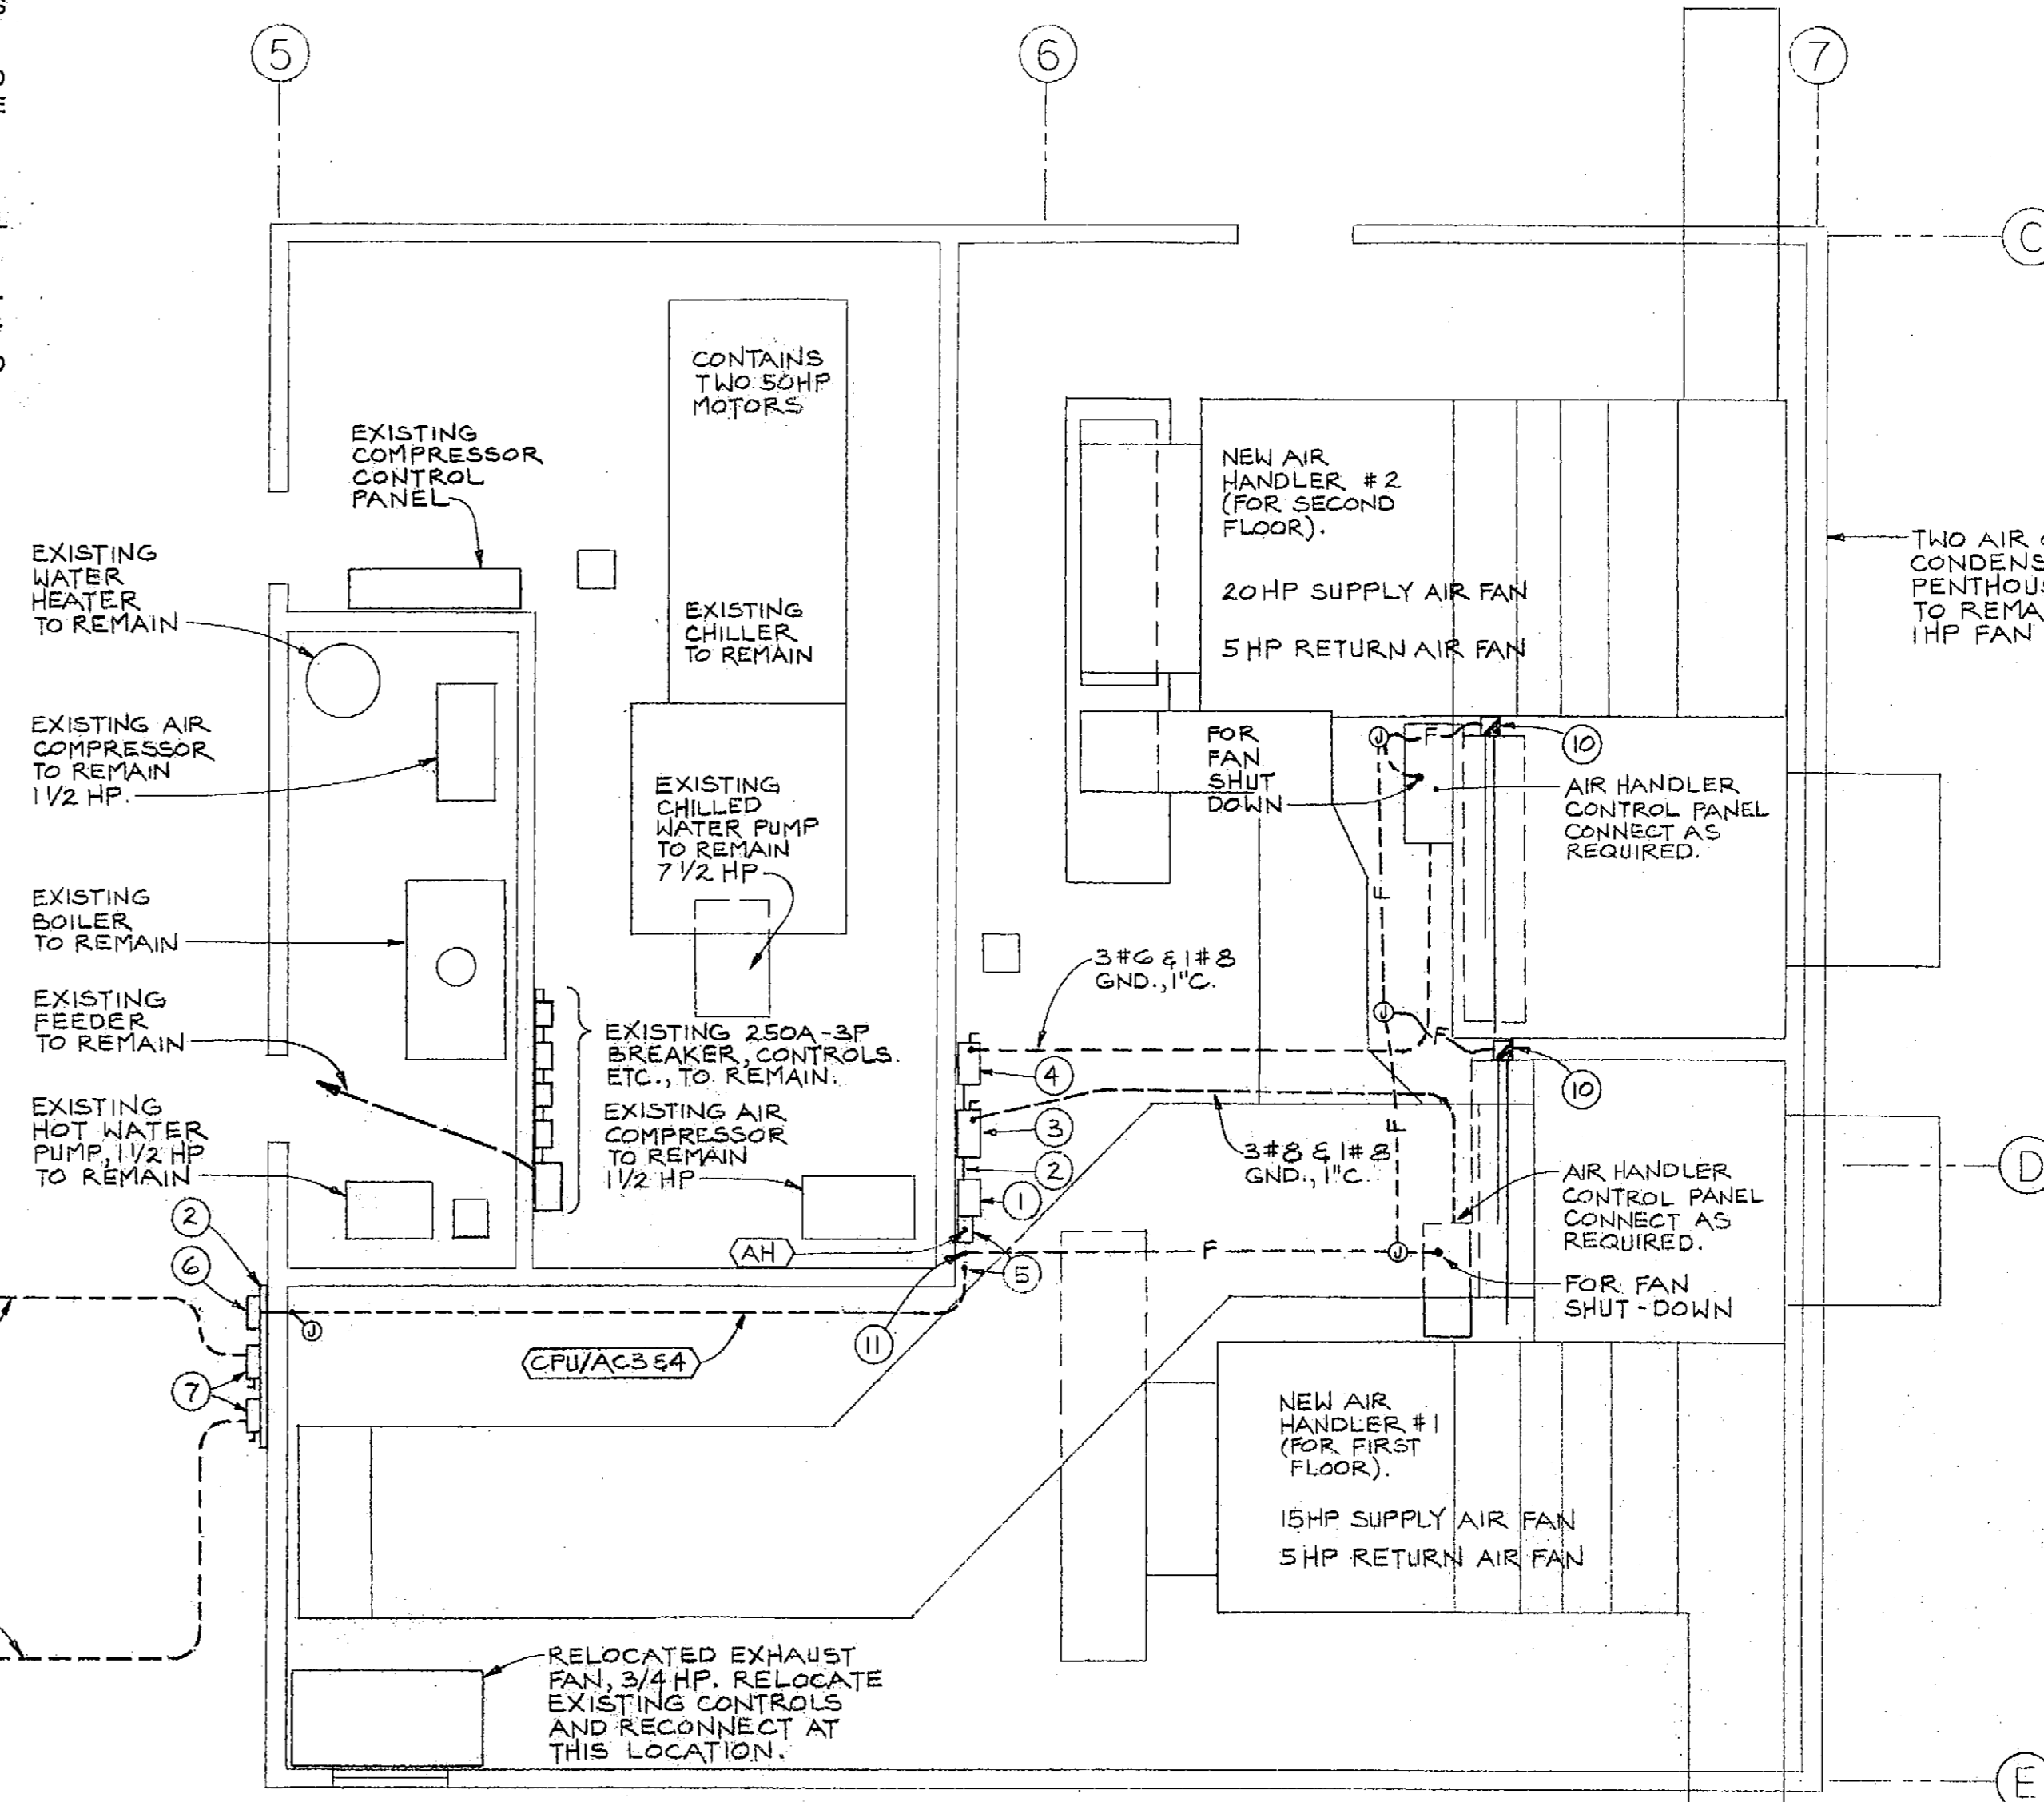 5
6
7
C
CONTAINS
TWO 50HP
MOTORS
EXISTING
COMPRESSOR
CONTROL
PANEL
NEW AIR
HANDLER #2
(FOR SECOND
FLOOR).
20HP SUPPLY AIR FAN
5HP RETURN AIR FAN
TWO AIR
CONDENS
PENTHOUS
TO REMA
1HP FAN
EXISTING
WATER
HEATER
TO REMAIN
EXISTING
CHILLER
TO REMAIN
EXISTING AIR
COMPRESSOR
TO REMAIN
1 1/2 HP.
FOR
FAN
SHUT
DOWN
J
F
10
AIR HANDLER
CONTROL PANEL
CONNECT AS
REQUIRED.
EXISTING
CHILLED
WATER PUMP
TO REMAIN
7 1/2 HP
EXISTING
BOILER
TO REMAIN
F
3#6 & 1#8
GND., 1"C.
EXISTING
FEEDER
TO REMAIN
J
F
EXISTING 250A-3P
BREAKER, CONTROLS.
ETC., TO REMAIN.
4
10
EXISTING
HOT WATER
PUMP, 1 1/2 HP
TO REMAIN
EXISTING AIR
COMPRESSOR
TO REMAIN
1 1/2 HP
3
F
2
3#8 & 1#8
GND., 1"C.
D
1
AIR HANDLER
CONTROL PANEL
CONNECT AS
REQUIRED.
2
AH
F
J
6
5
FOR FAN
SHUT-DOWN
J
11
CPU/AC3&4
7
NEW AIR
HANDLER #1
(FOR FIRST
FLOOR).
15HP SUPPLY AIR FAN
5HP RETURN AIR FAN
RELOCATED EXHAUST
FAN, 3/4 HP. RELOCATE
EXISTING CONTROLS
AND RECONNECT AT
THIS LOCATION.
E